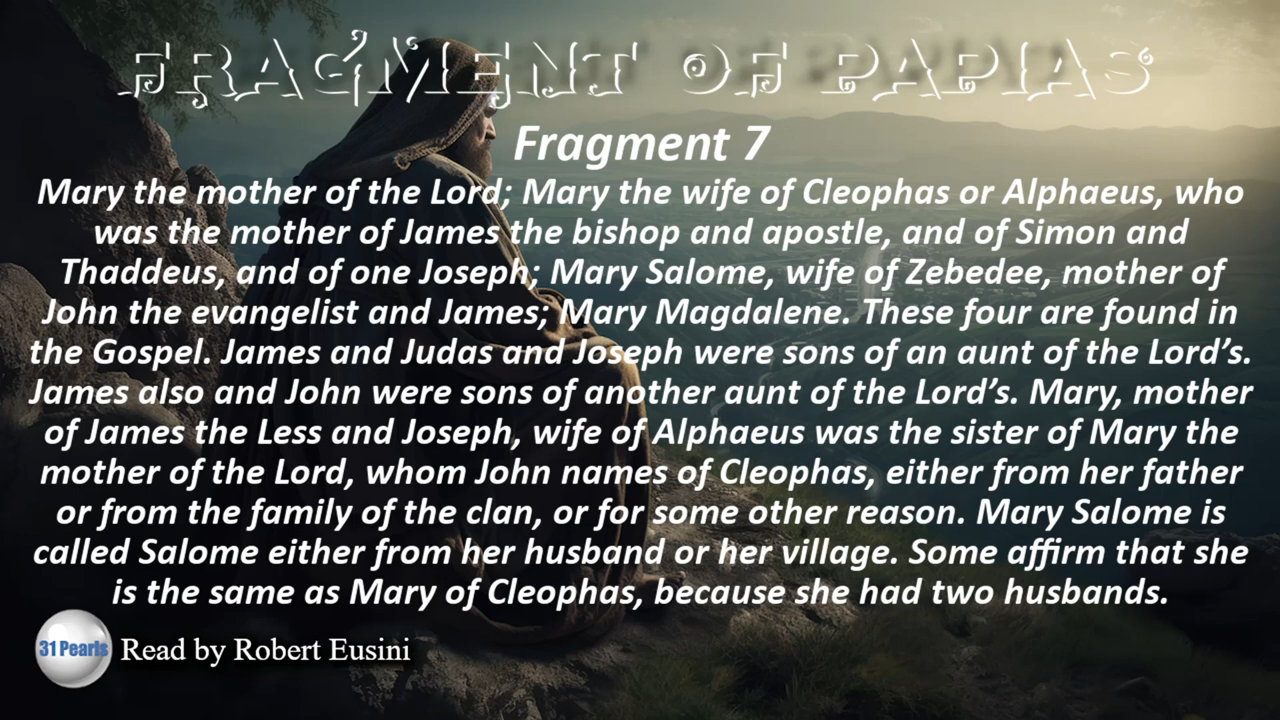 FRAGMENT OF PAPIAS
Fragment 7
Mary the mother of the Lord; Mary the wife of Cleophas or Alphaeus, who
was the mother of James the bishop and apostle, and of Simon and
Thaddeus, and of one Joseph; Mary Salome, wife of Zebedee, mother of
John the evangelist and James; Mary Magdalene. These four are found in
the Gospel. James and Judas and Joseph were sons of an aunt of the Lord’s.
James also and John were sons of another aunt of the Lord’s. Mary, mother
of James the Less and Joseph, wife of Alphaeus was the sister of Mary the
mother of the Lord, whom John names of Cleophas, either from her father
or from the family of the clan, or for some other reason. Mary Salome is
called Salome either from her husband or her village. Some affirm that she
is the same as Mary of Cleophas, because she had two husbands.
31 Pearls
Read by Robert Eusini